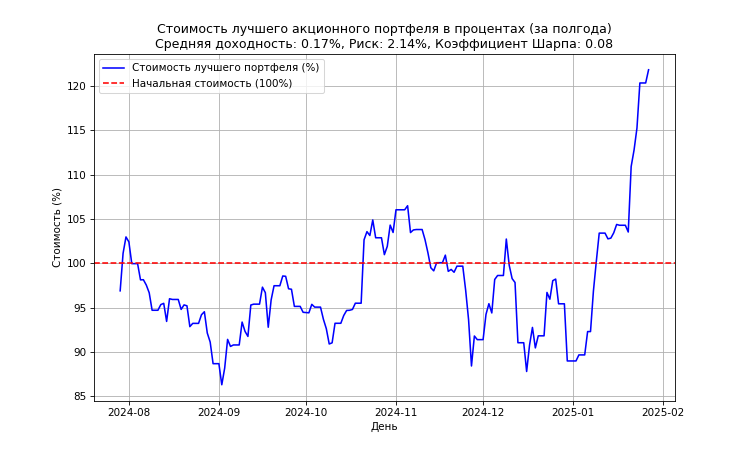 Стоимость лучшего акционного портфеля в процентах (за полгода)
Средняя доходность: 0.17%, Риск: 2.14%, Коэффициент Шарпа: 0.08
Стоимость лучшего портфеля (%)
Начальная стоимость (100%)
Стоимость (%)
120
115
110
105
100
95
90
85
2024-08
2024-09
2024-10
2024-11
2024-12
2025-01
2025-02
День